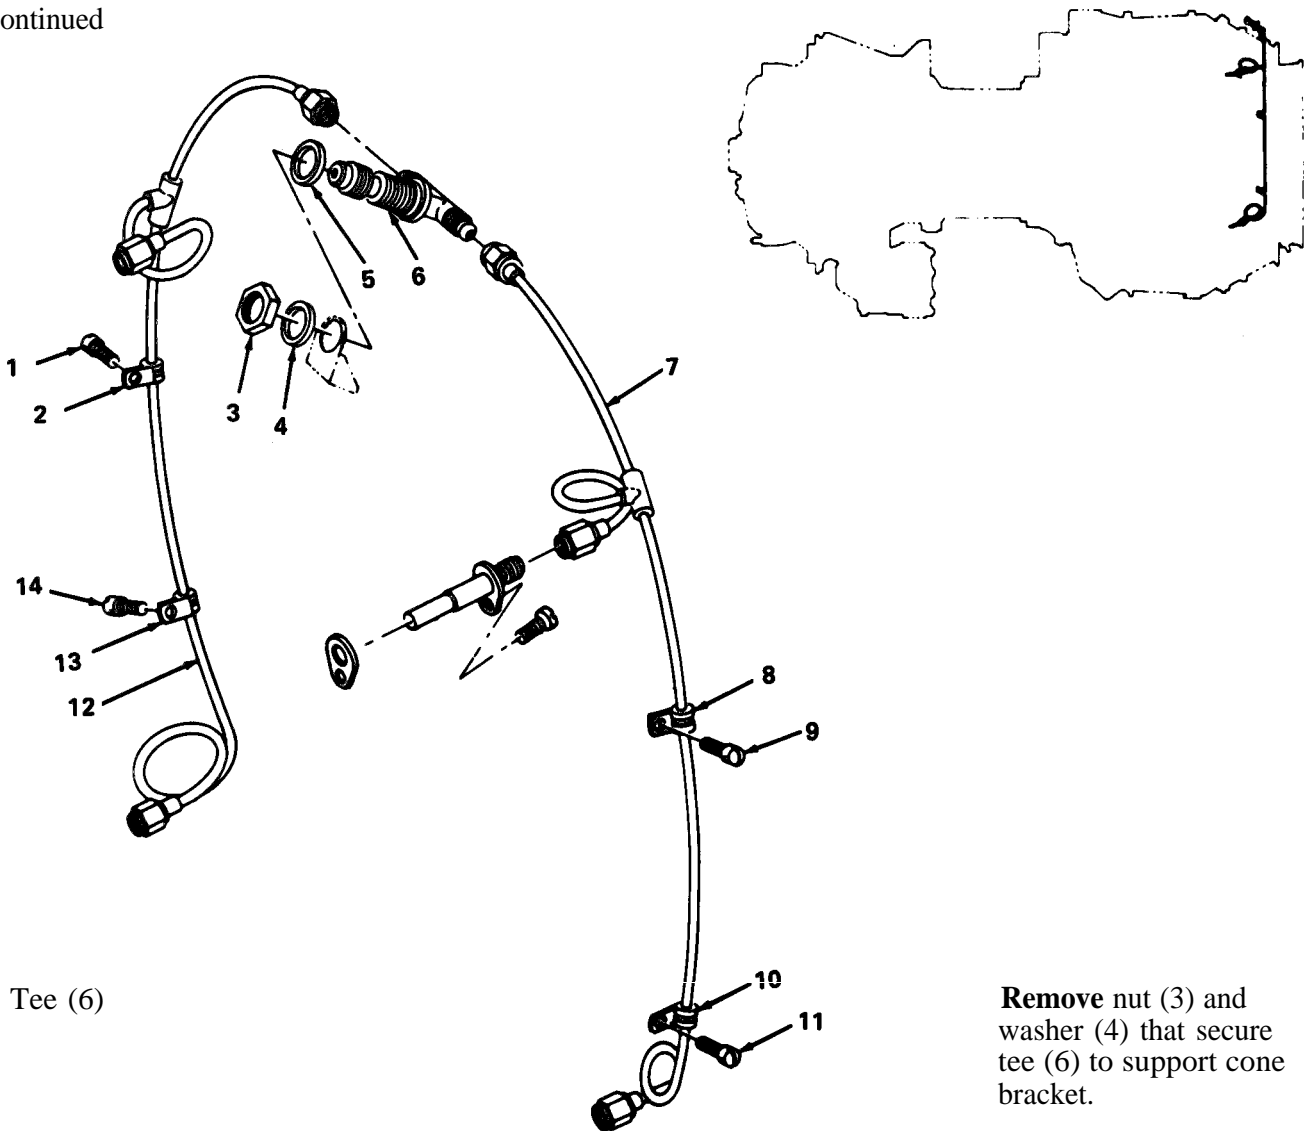 ontinued
5
6
1
2
3
4
7
14
13
12
8
9
10
11
Tee (6)
Remove nut (3) and
washer (4) that secure
tee (6) to support cone
bracket.